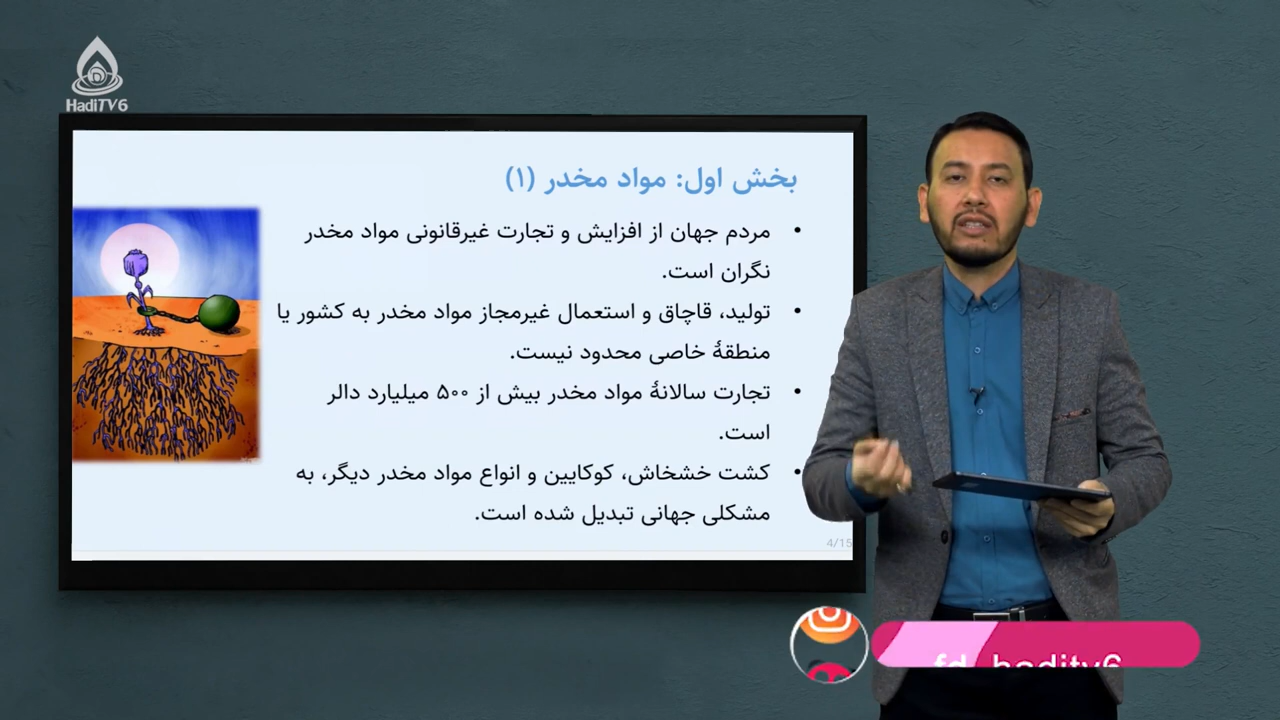 HadiTV6
بخش اول: مواد مخدر (۱)
• مردم جهان از افزایش و تجارت غیرقانونی مواد مخدر
نگران است.
• تولید، قاچاق و استعمال غیرمجاز مواد مخدر به کشور یا
منطقهٔ خاصی محدود نیست.
• تجارت سالانهٔ مواد مخدر بیش از ۵۰۰ میلیارد دالر
است.
• کشت خشخاش، کوکایین و انواع مواد مخدر دیگر، به
مشکلی جهانی تبدیل شده است.
4/15
fd_haditv6